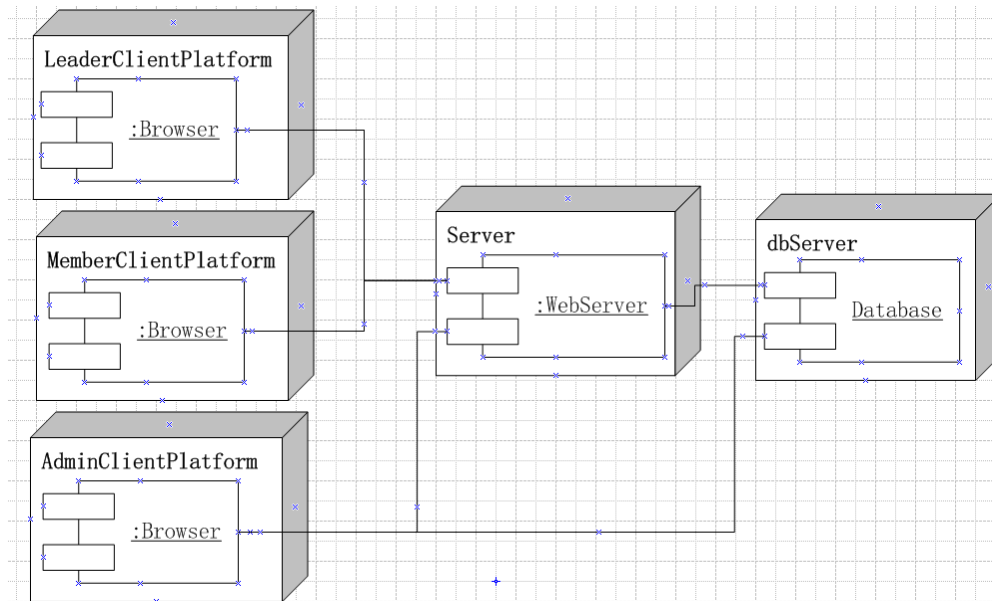 LeaderClientPlatform
:Browser
MemberClientPlatform
:Browser
AdminClientPlatform
:Browser
Server
:WebServer
dbServer
Database